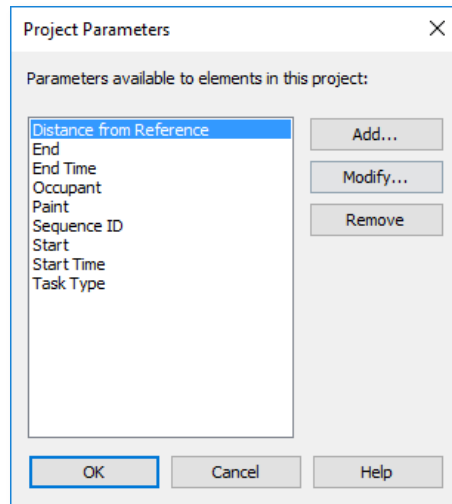 Project Parameters
Parameters available to elements in this project:
Distance from Reference
End
End Time
Occupant
Paint
Sequence ID
Start
Start Time
Task Type
Add...
Modify...
Remove
OK
Cancel
Help